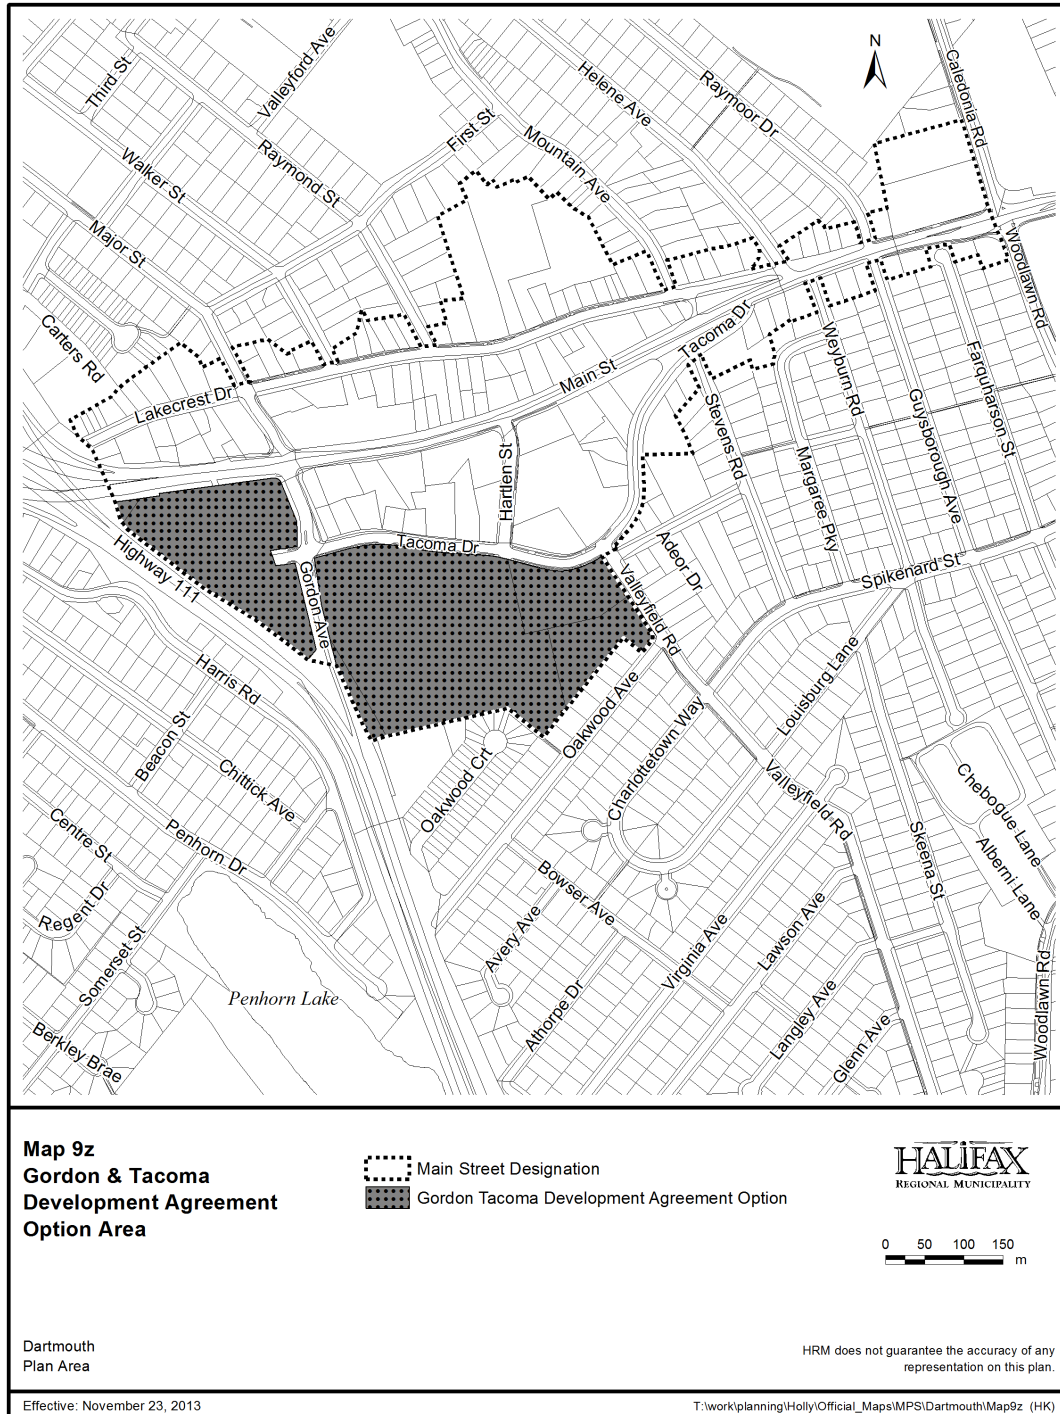 N
Third St
Valleyford Ave
Helene Ave
Raymoor Dr
Caledonia Rd
First St
Mountain Ave
Walker St
Raymond St
Major St
Woodlawn Rd
Carters Rd
Tacoma Dr
Lakecrest Dr
Main St
Weyburn Rd
Farquharson St
Stevens Rd
Guysborough Ave
Hartlen St
Margaree Pky
Tacoma Dr
Adeor Dr
Highway 111
Gordon Ave
Valleyfield Rd
Spikenard St
Harris Rd
Oakwood Ave
Louisburg Lane
Beacon St
Charlottetown Way
Chittick Ave
Oakwood Crt
Valleyfield Rd
Chebogue Lane
Centre St
Penhorn Dr
Skeena St
Alberni Lane
Regent Dr
Bowser Ave
Avery Ave
Virginia Ave
Lawson Ave
Somerset St
Penhorn Lake
Athorpe Dr
Langley Ave
Glenn Ave
Woodlawn Rd
Berkley Brae
Map 9z
Gordon & Tacoma
Development Agreement
Option Area
Main Street Designation
Gordon Tacoma Development Agreement Option
HALIFAX
REGIONAL MUNICIPALITY
0 50 100 150
m
Dartmouth
Plan Area
HRM does not guarantee the accuracy of any
representation on this plan.
Effective: November 23, 2013
T:\work\planning\Holly\Official_Maps\MPS\Dartmouth\Map9z (HK)